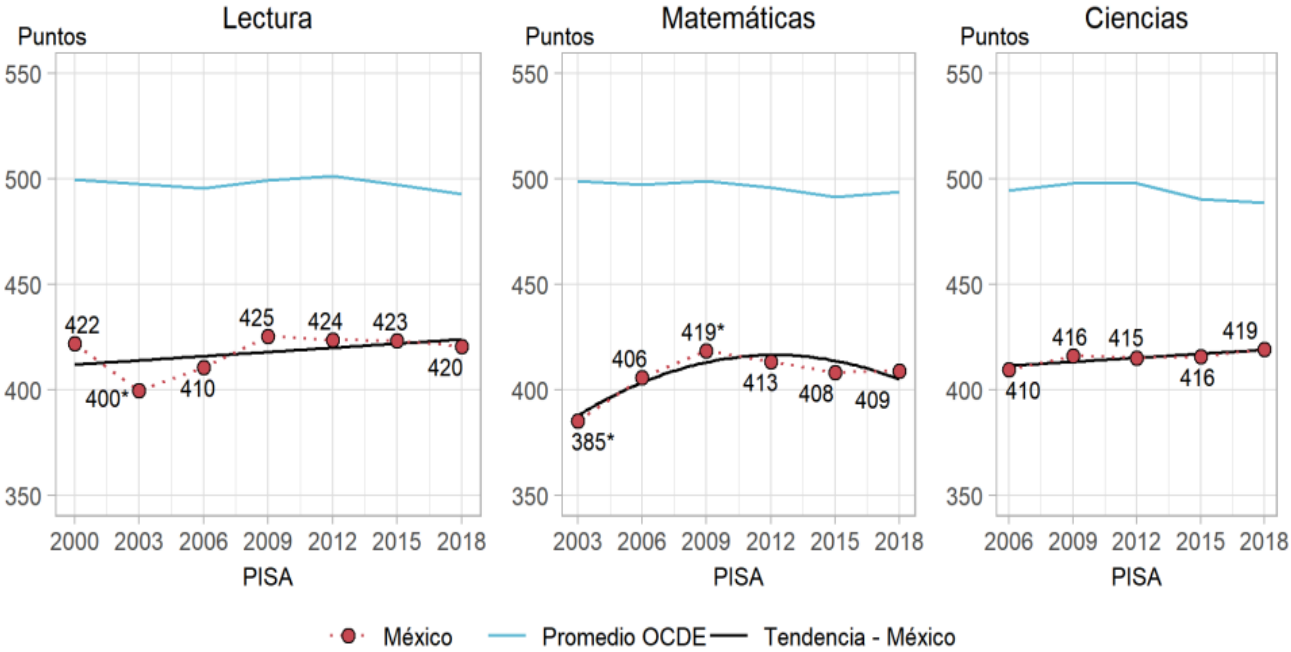 Lectura
Puntos
550
500
450
400
350
422
400*
410
425
424
423
420
2000 2003 2006 2009 2012 2015 2018
PISA
Matemáticas
Puntos
550
500
450
400
350
385*
406
419*
413
408
409
2003 2006 2009 2012 2015 2018
PISA
Ciencias
Puntos
550
500
450
400
350
410
416
415
416
419
2006 2009 2012 2015 2018
PISA
México Promedio OCDE Tendencia - México